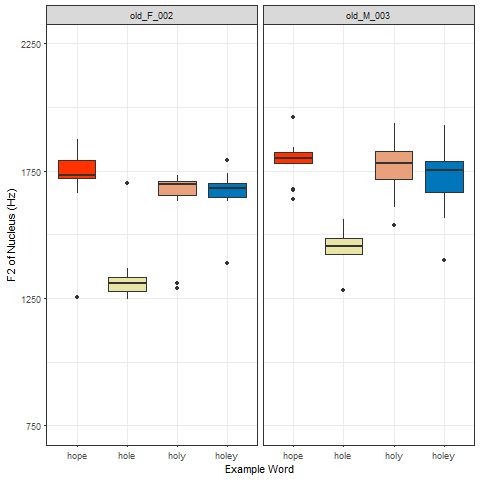 old_F_002
old_M_003
2250
1750
1250
750
F2 of Nucleus (Hz)
hope hole holy holey
hope hole holy holey
Example Word